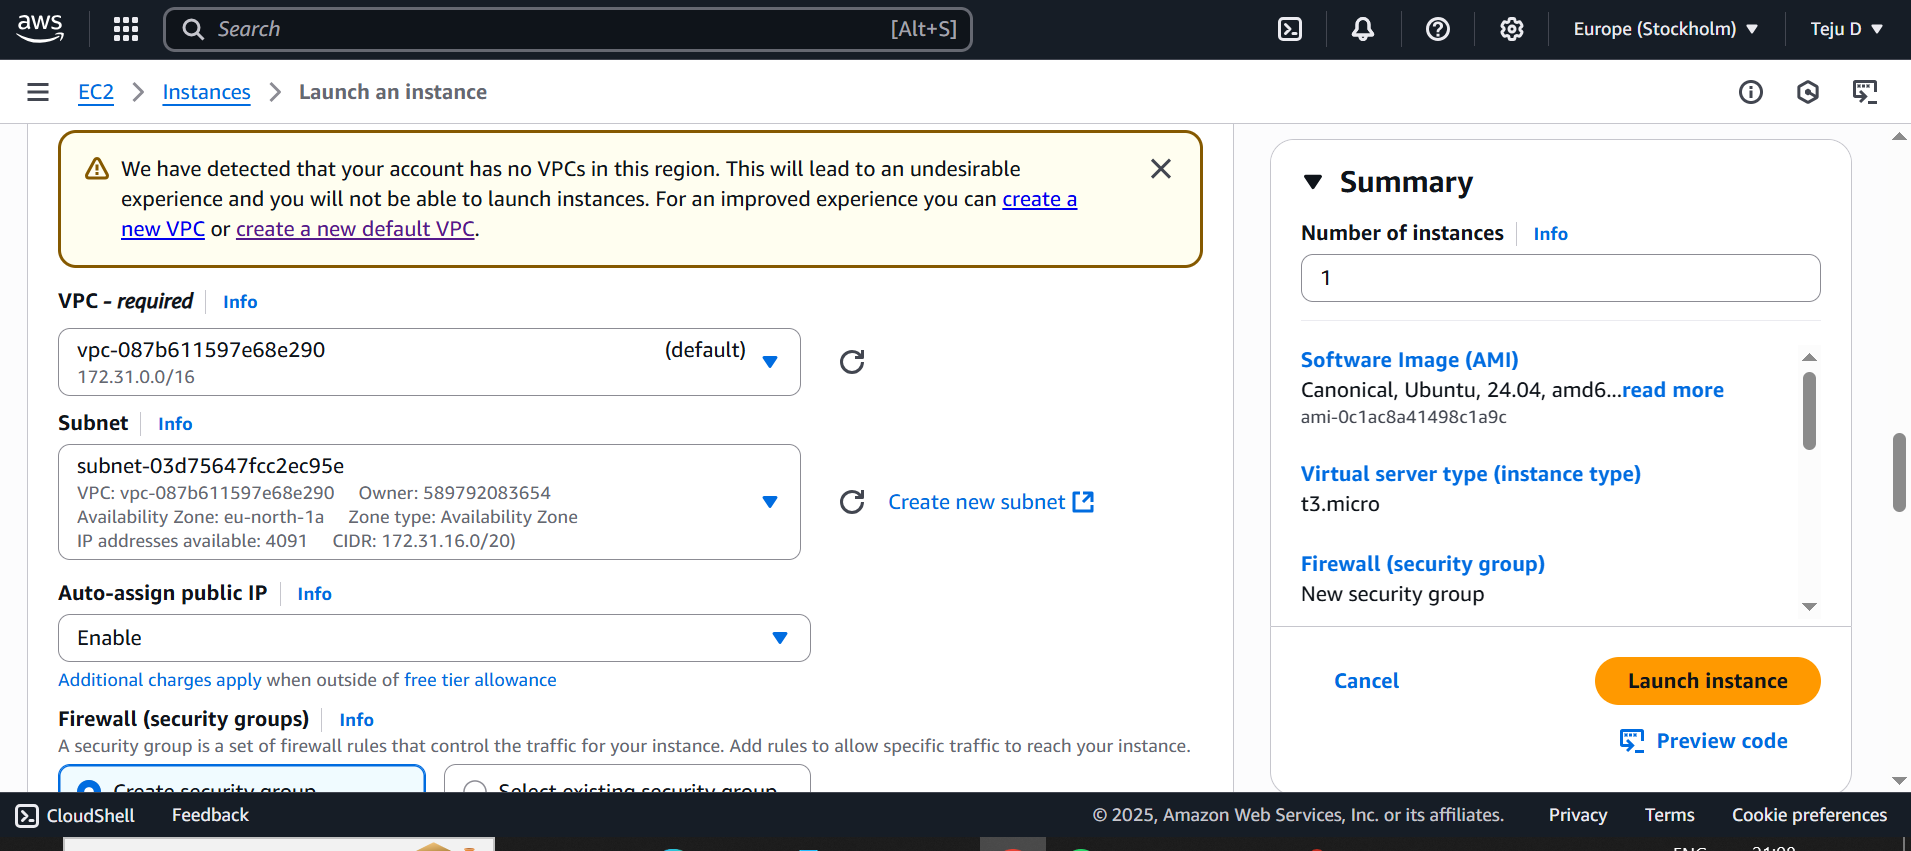 aws
Search [Alt+S]
Europe (Stockholm)
Teju D
EC2 Instances Launch an instance
We have detected that your account has no VPCs in this region. This will lead to an undesirable
experience and you will not be able to launch instances. For an improved experience you can create a
new VPC or create a new default VPC.
VPC – required Info
vpc-087b611597e68e290 (default)
172.31.0.0/16
Subnet Info
subnet-03d75647fcc2ec95e
VPC: vpc-087b611597e68e290 Owner: 589792083654
Availability Zone: eu-north-1a Zone type: Availability Zone
IP addresses available: 4091 CIDR: 172.31.16.0/20)
Create new subnet
Auto-assign public IP Info
Enable
Additional charges apply when outside of free tier allowance
Firewall (security groups) Info
A security group is a set of firewall rules that control the traffic for your instance. Add rules to allow specific traffic to reach your instance.
Create security group
Select existing security group
Summary
Number of instances Info
1
Software Image (AMI)
Canonical, Ubuntu, 24.04, amd6...read more
ami-0c1ac8a41498c1a9c
Virtual server type (instance type)
t3.micro
Firewall (security group)
New security group
Cancel
Launch instance
Preview code
CloudShell Feedback
© 2025, Amazon Web Services, Inc. or its affiliates. Privacy Terms Cookie preferences